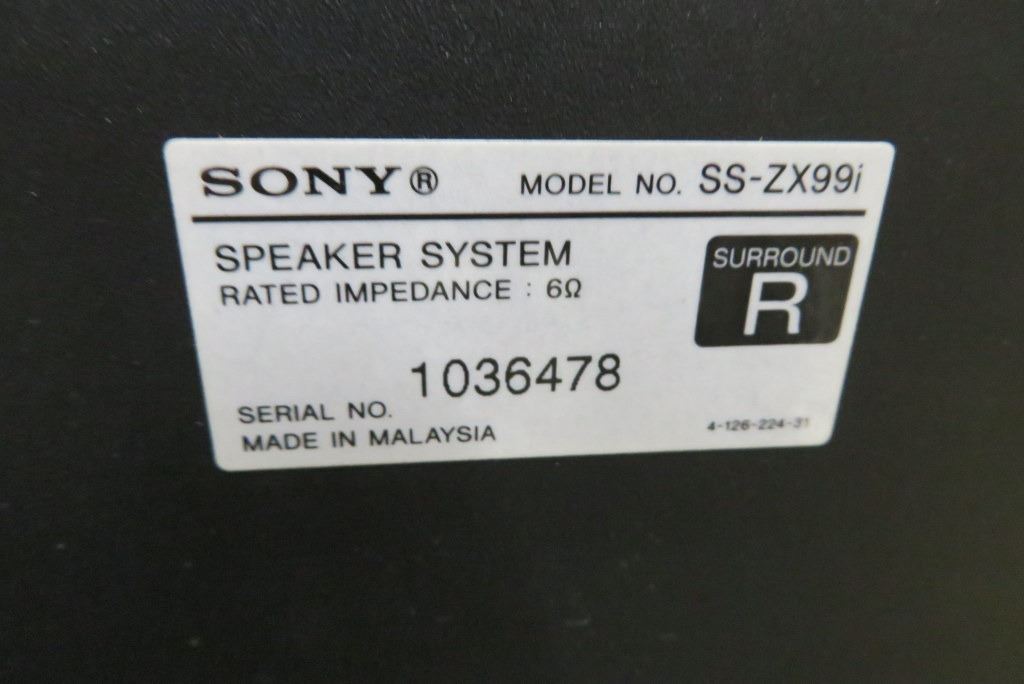 SONY® MODEL NO. SS-ZX99i
SPEAKER SYSTEM
RATED IMPEDANCE : 6Ω
SURROUND
R
1036478
SERIAL NO.
MADE IN MALAYSIA
4-126-224-31